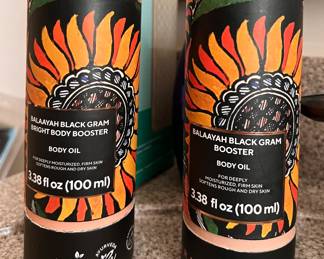 BALAAYAH BLACK GRAM
BRIGHT BODY BOOSTER
BODY OIL
FOR DEEPLY MOISTURIZED, FIRM SKIN
SOFTENS ROUGH AND DRY SKIN
3.38 fl oz (100 ml)
BALAAYAH BLACK GRAM
BOOSTER
BODY OIL
FOR DEEPLY
MOISTURIZED, FIRM SKIN
SOFTENS ROUGH AND DRY SKIN
3.38 fl oz (100 ml)